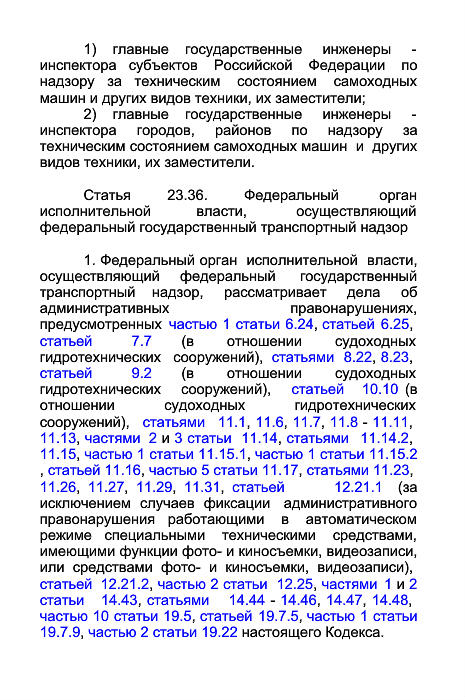 1) главные государственные инженеры -
инспектора субъектов Российской Федерации по
надзору за техническим состоянием самоходных
машин и других видов техники, их заместители;
2) главные государственные инженеры -
инспектора городов, районов по надзору за
техническим состоянием самоходных машин и других
видов техники, их заместители.
Статья 23.36. Федеральный орган
исполнительной власти, осуществляющий
федеральный государственный транспортный надзор
1. Федеральный орган исполнительной власти,
осуществляющий федеральный государственный
транспортный надзор, рассматривает дела об
административных правонарушениях,
предусмотренных частью 1 статьи 6.24, статьей 6.25,
статьей 7.7 (в отношении судоходных
гидротехнических сооружений), статьями 8.22, 8.23,
статьей 9.2 (в отношении судоходных
гидротехнических сооружений), статьей 10.10 (в
отношении судоходных гидротехнических
сооружений), статьями 11.1, 11.6, 11.7, 11.8 - 11.11,
11.13, частями 2 и 3 статьи 11.14, статьями 11.14.2,
11.15, частью 1 статьи 11.15.1, частью 1 статьи 11.15.2
, статьей 11.16, частью 5 статьи 11.17, статьями 11.23,
11.26, 11.27, 11.29, 11.31, статьей 12.21.1 (за
исключением случаев фиксации административного
правонарушения работающими в автоматическом
режиме специальными техническими средствами,
имеющими функции фото- и киносъемки, видеозаписи,
или средствами фото- и киносъемки, видеозаписи),
статьей 12.21.2, частью 2 статьи 12.25, частями 1 и 2
статьи 14.43, статьями 14.44 - 14.46, 14.47, 14.48,
частью 10 статьи 19.5, статьей 19.7.5, частью 1 статьи
19.7.9, частью 2 статьи 19.22 настоящего Кодекса.